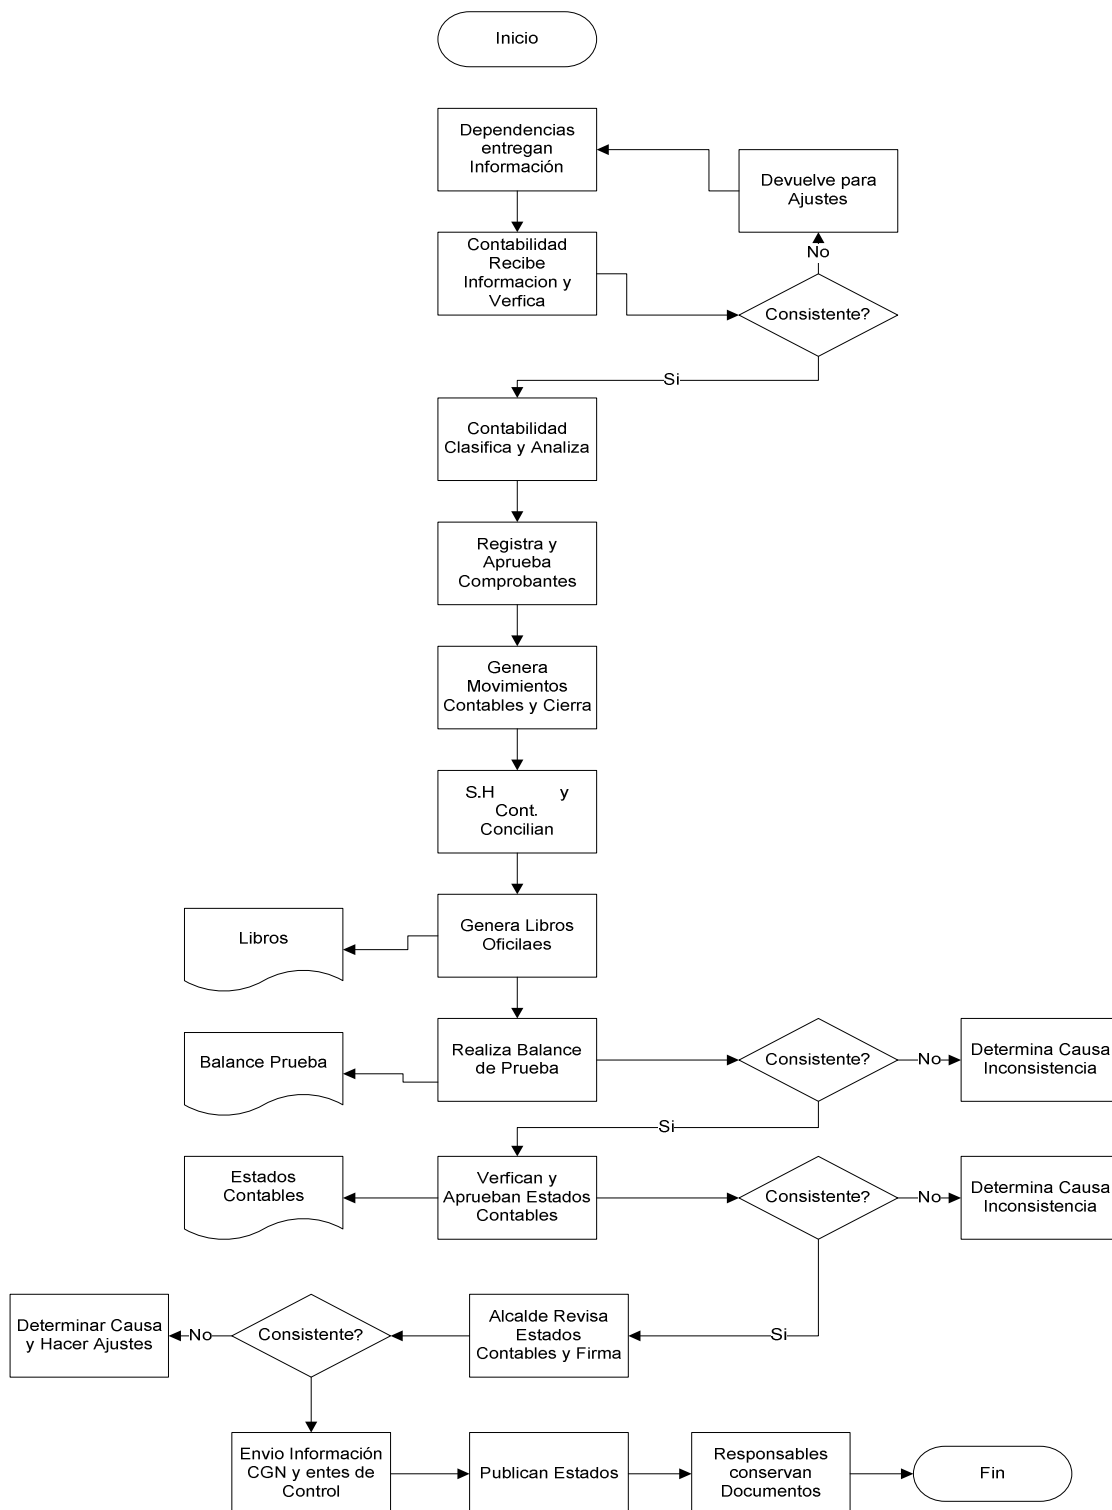 Inicio
Dependencias
entregan
Información
Devuelve para
Ajustes
Contabilidad
Recibe
Informacion y
Verfica
No
Consistente?
Si
Contabilidad
Clasifica y Analiza
Registra y
Aprueba
Comprobantes
Genera
Movimientos
Contables y Cierra
S.H y
Cont.
Concilian
Genera Libros
Oficilaes
Libros
Realiza Balance
de Prueba
Balance Prueba
Consistente?
No
Determina Causa
Inconsistencia
Si
Verfican y
Aprueban Estados
Contables
Estados
Contables
Consistente?
No
Determina Causa
Inconsistencia
Si
Alcalde Revisa
Estados
Contables y Firma
Consistente?
No
Determinar Causa
y Hacer Ajustes
Envio Información
CGN y entes de
Control
Publican Estados
Responsables
conservan
Documentos
Fin